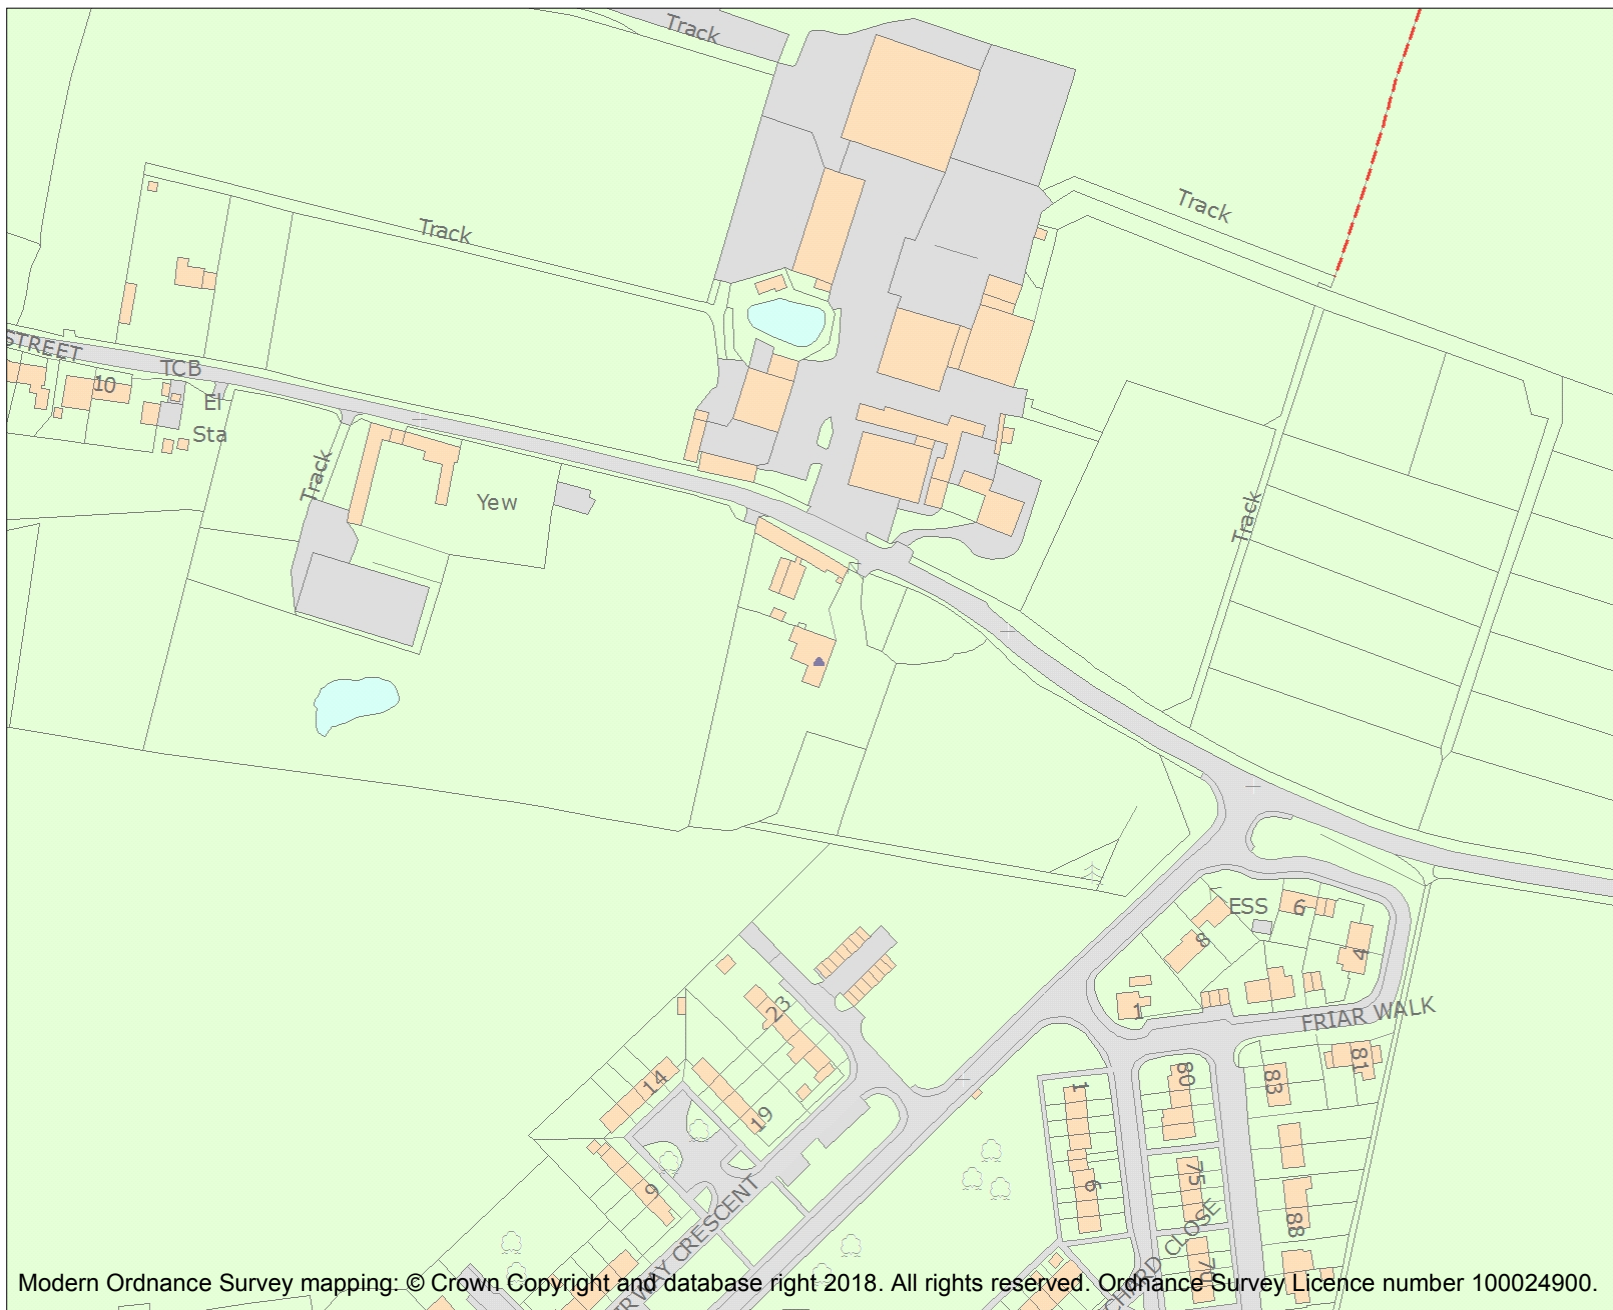 Track
Track
Track
STREET
TCB
10
El
Sta
Track
Yew
Track
ESS
6
8
4
1
FRIAR WALK
23
14
19
9
1
6
80
83
81
75
88
70
CLOSE
CRESCENT
Modern Ordnance Survey mapping: © Crown Copyright and database right 2018. All rights reserved. Ordnance Survey Licence number 100024900.